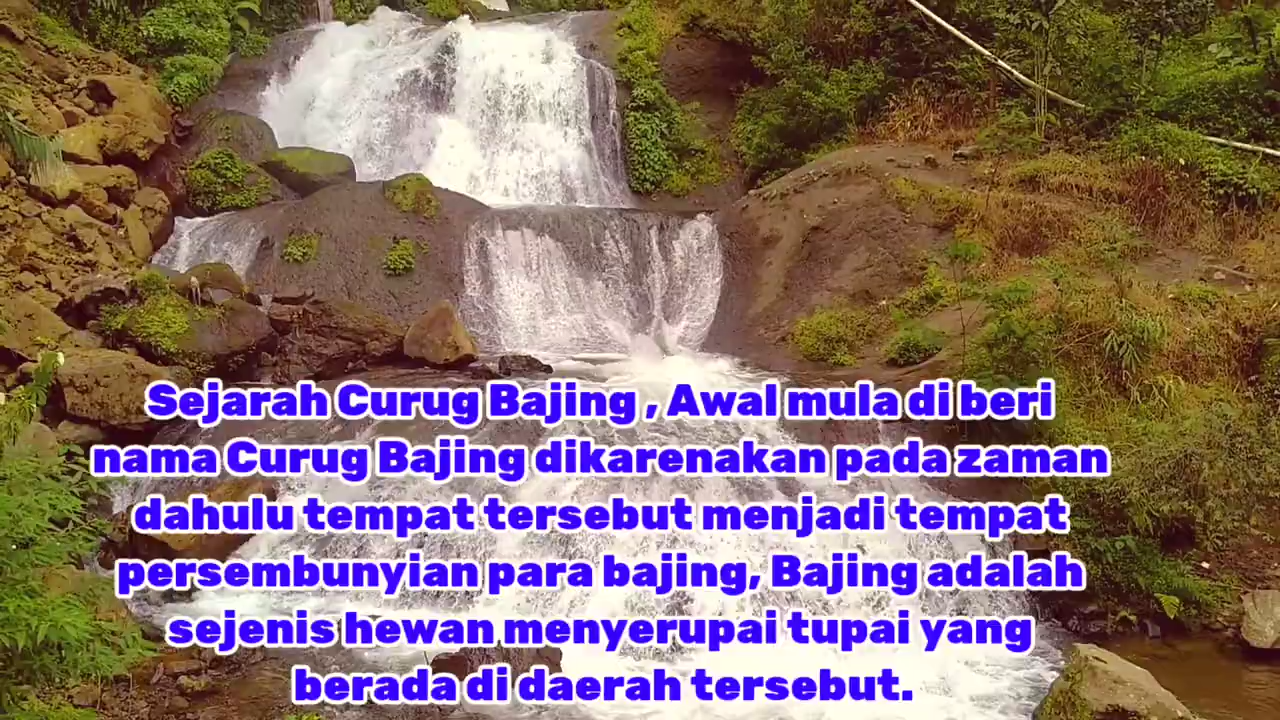 Sejarah Curug Bajing , Awal mula di beri
nama Curug Bajing dikarenakan pada zaman
dahulu tempat tersebut menjadi tempat
persembunyian para bajing, Bajing adalah
sejenis hewan menyerupai tupai yang
berada di daerah tersebut.